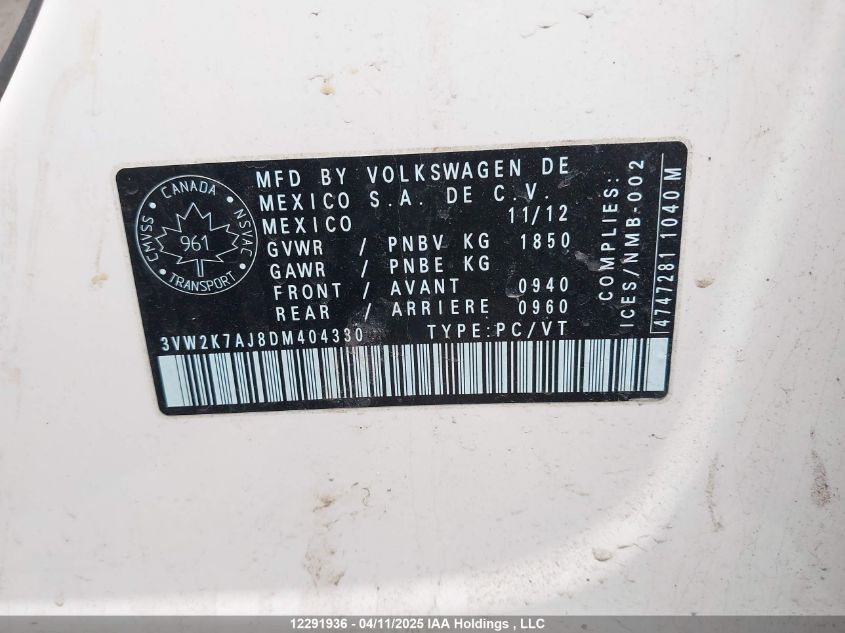 CANADA
CMVSS
NSVAC
961
TRANSPORT
MFD BY VOLKSWAGEN DE
MEXICO S.A. DE C.V.
MEXICO 11/12
GVWR / PNBV KG 1850
GAWR / PNBE KG
FRONT / AVANT 0940
REAR / ARRIERE 0960
3VW2K7AJ8DM404330 TYPE:PC/VT
COMPLIES:
ICES/NMB-002
4747281 1040 M
12291936 - 04/11/2025 IAA Holdings , LLC